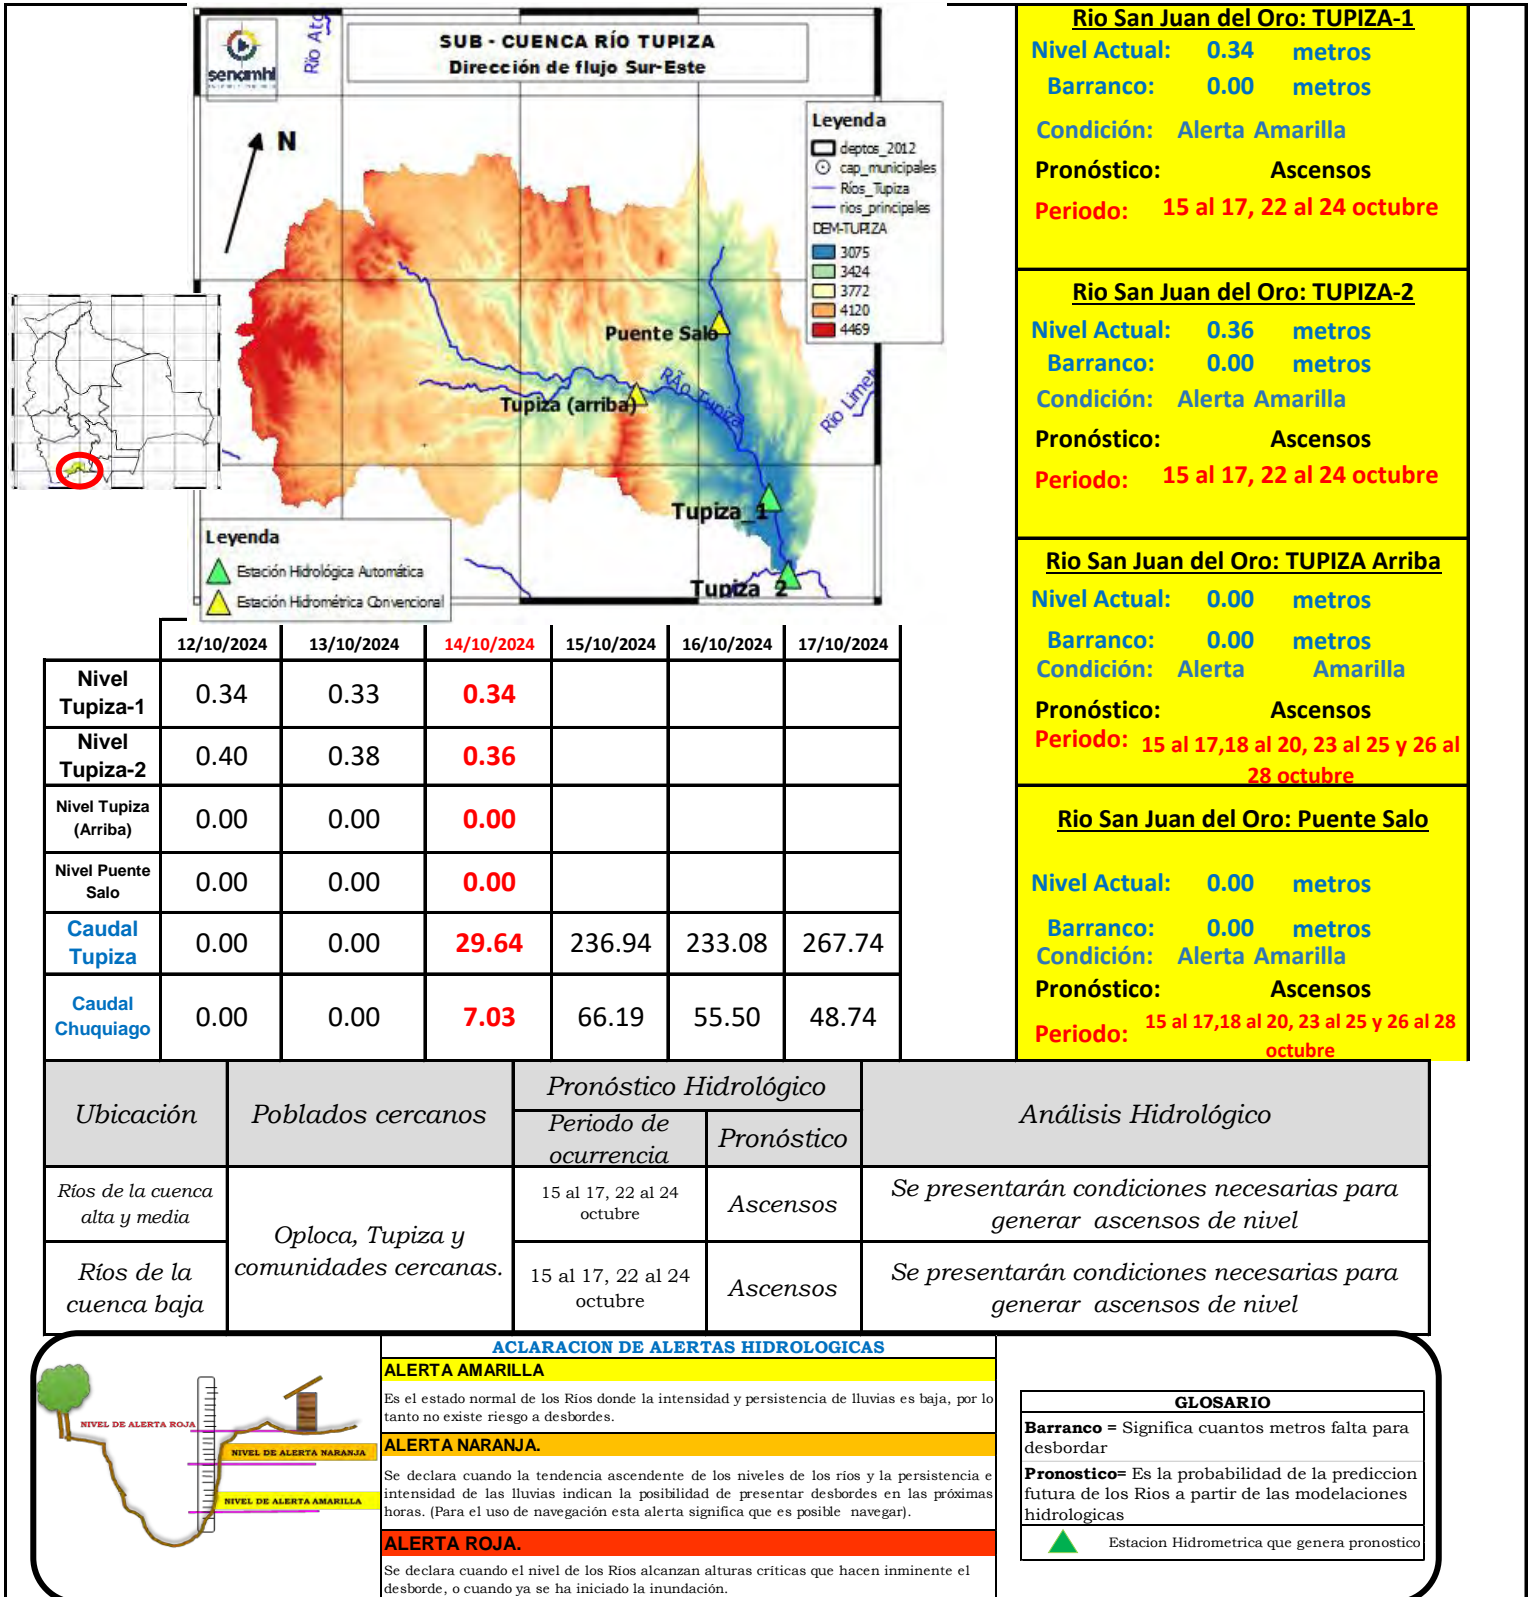 senamhi
Río Ato
SUB - CUENCA RÍO TUPIZA
Dirección de flujo Sur-Este
N
Leyenda
deptos_2012
cap_municipales
Ríos_Tupiza
rios_principales
DEM-TUPIZA
3075
3424
3772
4120
4469
Puente Salo
Tupiza (arriba)
RÃo Tupiza
Rio Limet
Tupiza_1
Tupiza_2
Leyenda
Estación Hidrológica Automática
Estación Hidrométrica Convencional
Rio San Juan del Oro: TUPIZA-1
Nivel Actual: 0.34 metros
Barranco: 0.00 metros
Condición: Alerta Amarilla
Pronóstico: Ascensos
Periodo: 15 al 17, 22 al 24 octubre
Rio San Juan del Oro: TUPIZA-2
Nivel Actual: 0.36 metros
Barranco: 0.00 metros
Condición: Alerta Amarilla
Pronóstico: Ascensos
Periodo: 15 al 17, 22 al 24 octubre
Rio San Juan del Oro: TUPIZA Arriba
Nivel Actual: 0.00 metros
Barranco: 0.00 metros
Condición: Alerta Amarilla
Pronóstico: Ascensos
Periodo: 15 al 17,18 al 20, 23 al 25 y 26 al
28 octubre
Rio San Juan del Oro: Puente Salo
Nivel Actual: 0.00 metros
Barranco: 0.00 metros
Condición: Alerta Amarilla
Pronóstico: Ascensos
Periodo: 15 al 17,18 al 20, 23 al 25 y 26 al 28
octubre
12/10/2024 13/10/2024 14/10/2024 15/10/2024 16/10/2024 17/10/2024
Nivel
Tupiza-1 0.34 0.33 0.34
Nivel
Tupiza-2 0.40 0.38 0.36
Nivel Tupiza
(Arriba) 0.00 0.00 0.00
Nivel Puente
Salo 0.00 0.00 0.00
Caudal
Tupiza 0.00 0.00 29.64 236.94 233.08 267.74
Caudal
Chuquiago 0.00 0.00 7.03 66.19 55.50 48.74
Ubicación
Poblados cercanos
Pronóstico Hidrológico
Periodo de
ocurrencia
Pronóstico
Análisis Hidrológico
Ríos de la cuenca
alta y media
Oploca, Tupiza y
comunidades cercanas.
15 al 17, 22 al 24
octubre
Ascensos
Se presentarán condiciones necesarias para
generar ascensos de nivel
Ríos de la
cuenca baja
15 al 17, 22 al 24
octubre
Ascensos
Se presentarán condiciones necesarias para
generar ascensos de nivel
NIVEL DE ALERTA ROJA
NIVEL DE ALERTA NARANJA
NIVEL DE ALERTA AMARILLA
ACLARACION DE ALERTAS HIDROLOGICAS
ALERTA AMARILLA
Es el estado normal de los Ríos donde la intensidad y persistencia de lluvias es baja, por lo
tanto no existe riesgo a desbordes.
ALERTA NARANJA.
Se declara cuando la tendencia ascendente de los niveles de los ríos y la persistencia e
intensidad de las lluvias indican la posibilidad de presentar desbordes en las próximas
horas. (Para el uso de navegación esta alerta significa que es posible navegar).
ALERTA ROJA.
Se declara cuando el nivel de los Ríos alcanzan alturas críticas que hacen inminente el
desborde, o cuando ya se ha iniciado la inundación.
GLOSARIO
Barranco = Significa cuantos metros falta para
desbordar
Pronostico= Es la probabilidad de la prediccion
futura de los Rios a partir de las modelaciones
hidrologicas
Estacion Hidrometrica que genera pronostico